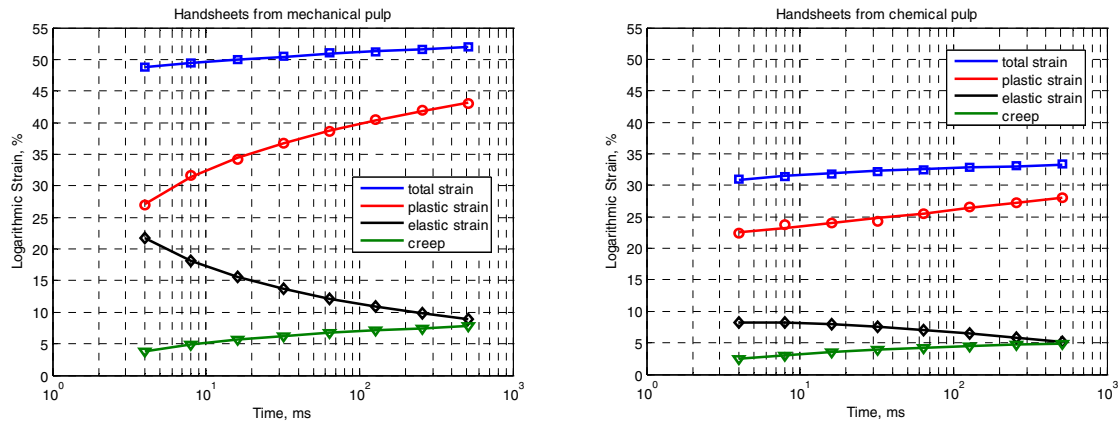 Handsheets from mechanical pulp
55
50
45
40
35
30
25
20
15
10
5
0
Logarithmic Strain, %
total strain
plastic strain
elastic strain
creep
10^0 10^1 10^2 10^3
Time, ms
Handsheets from chemical pulp
55
50
45
40
35
30
25
20
15
10
5
0
Logarithmic Strain, %
total strain
plastic strain
elastic strain
creep
10^0 10^1 10^2 10^3
Time, ms